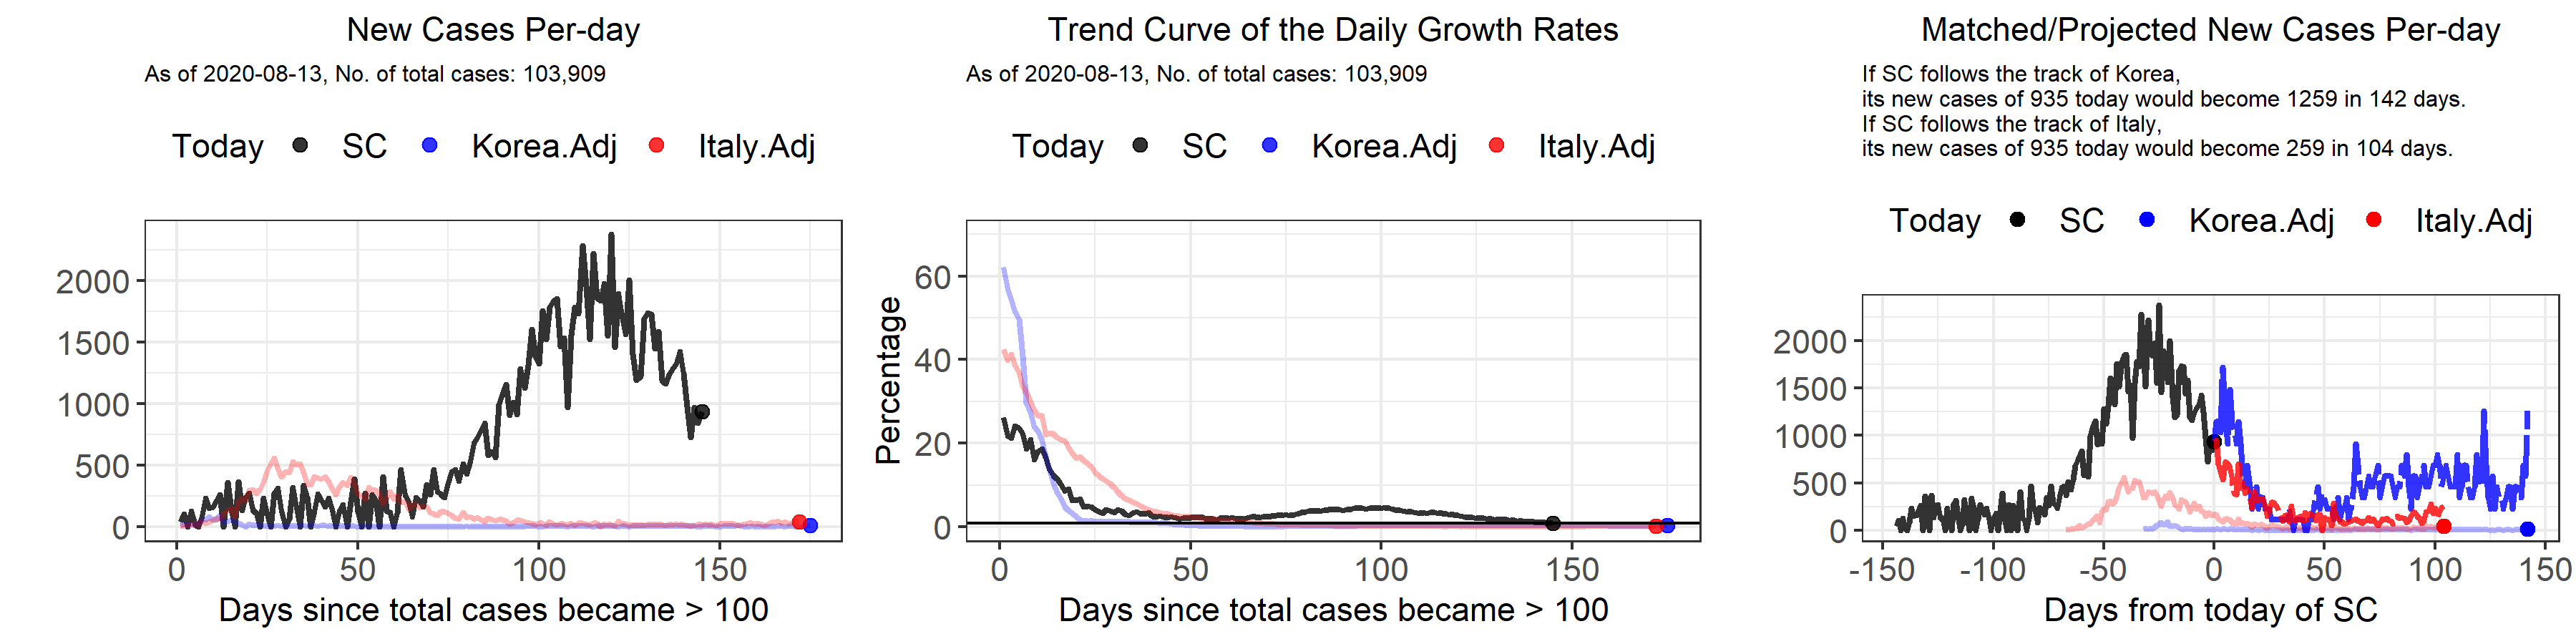 New Cases Per-day
As of 2020-08-13, No. of total cases: 103,909
Today SC Korea.Adj Italy.Adj
2000
1500
1000
500
0
0 50 100 150
Days since total cases became > 100
Trend Curve of the Daily Growth Rates
As of 2020-08-13, No. of total cases: 103,909
Today SC Korea.Adj Italy.Adj
Percentage
60
40
20
0
0 50 100 150
Days since total cases became > 100
Matched/Projected New Cases Per-day
If SC follows the track of Korea,
its new cases of 935 today would become 1259 in 142 days.
If SC follows the track of Italy,
its new cases of 935 today would become 259 in 104 days.
Today SC Korea.Adj Italy.Adj
2000
1500
1000
500
0
-150 -100 -50 0 50 100 150
Days from today of SC